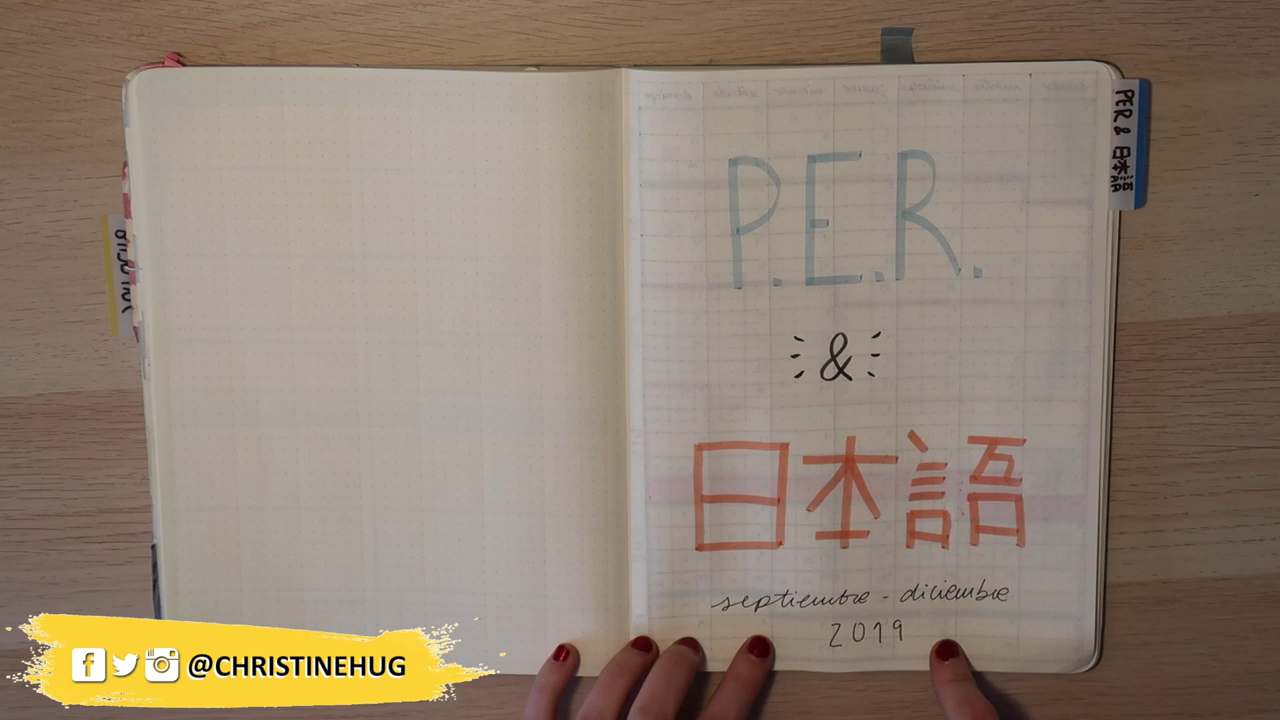 P.E.R.
&
日本語
septiembre - diciembre
2019
PER & 日本語
@CHRISTINEHUG